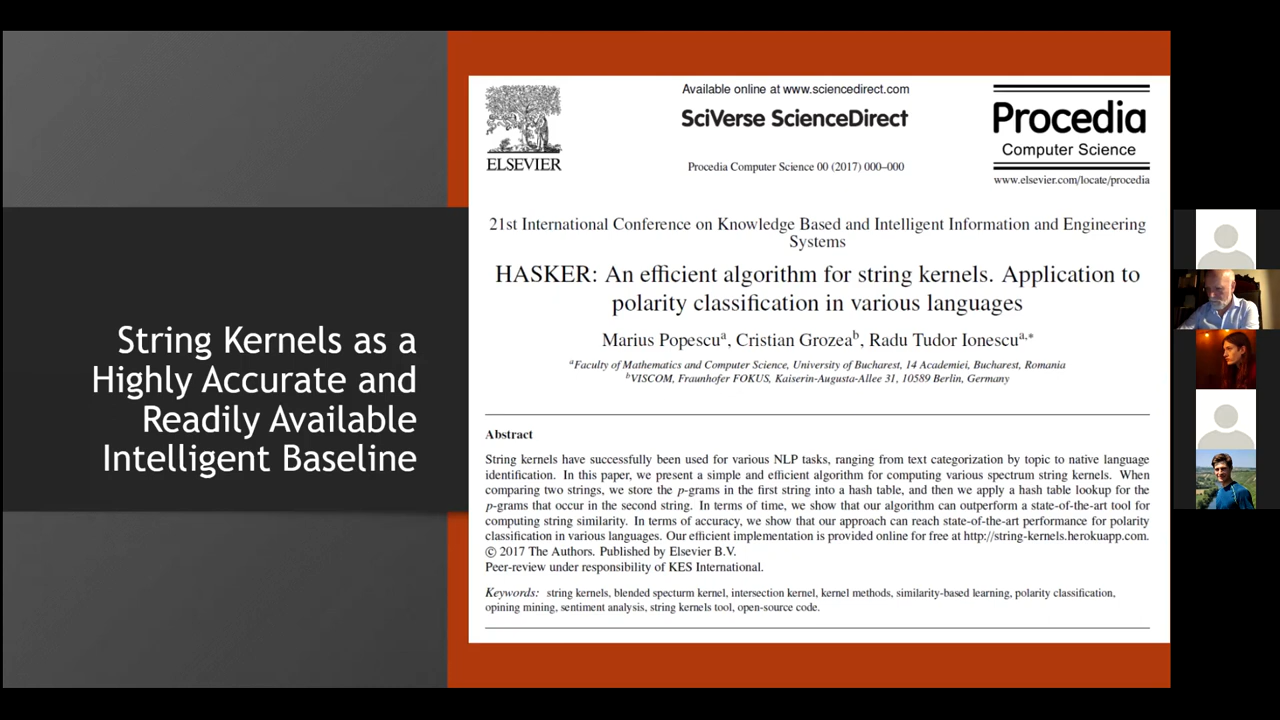 String Kernels as a
Highly Accurate and
Readily Available
Intelligent Baseline
ELSEVIER
Available online at www.sciencedirect.com
SciVerse ScienceDirect
Procedia Computer Science 00 (2017) 000–000
Procedia
Computer Science
www.elsevier.com/locate/procedia
21st International Conference on Knowledge Based and Intelligent Information and Engineering
Systems
HASKER: An efficient algorithm for string kernels. Application to
polarity classification in various languages
Marius Popescuᵃ, Cristian Grozeaᵇ, Radu Tudor Ionescuᵃ,*
ᵃFaculty of Mathematics and Computer Science, University of Bucharest, 14 Academiei, Bucharest, Romania
ᵇVISCOM, Fraunhofer FOKUS, Kaiserin-Augusta-Allee 31, 10589 Berlin, Germany
Abstract
String kernels have successfully been used for various NLP tasks, ranging from text categorization by topic to native language
identification. In this paper, we present a simple and efficient algorithm for computing various spectrum string kernels. When
comparing two strings, we store the p-grams in the first string into a hash table, and then we apply a hash table lookup for the
p-grams that occur in the second string. In terms of time, we show that our algorithm can outperform a state-of-the-art tool for
computing string similarity. In terms of accuracy, we show that our approach can reach state-of-the-art performance for polarity
classification in various languages. Our efficient implementation is provided online for free at http://string-kernels.herokuapp.com.
© 2017 The Authors. Published by Elsevier B.V.
Peer-review under responsibility of KES International.
Keywords: string kernels, blended specturm kernel, intersection kernel, kernel methods, similarity-based learning, polarity classification,
opining mining, sentiment analysis, string kernels tool, open-source code.